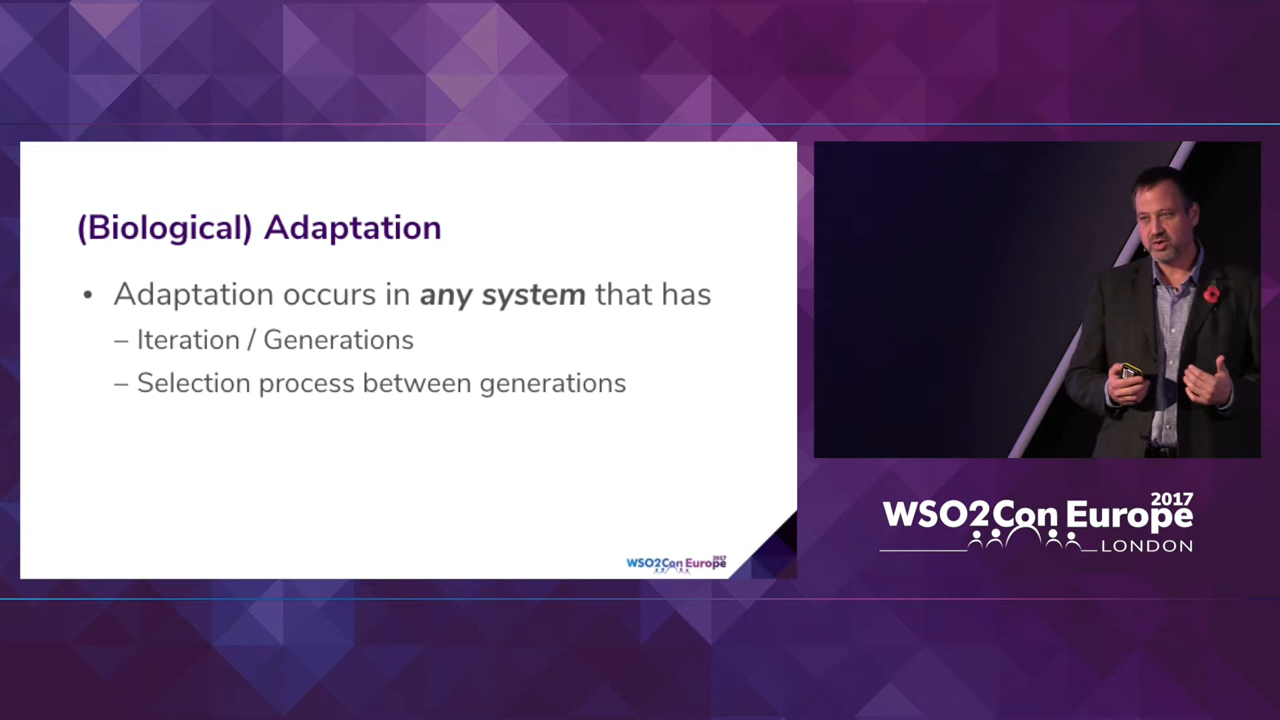 (Biological) Adaptation
• Adaptation occurs in any system that has
– Iteration / Generations
– Selection process between generations
WSO2Con Europe 2017
WSO2Con Europe 2017
LONDON